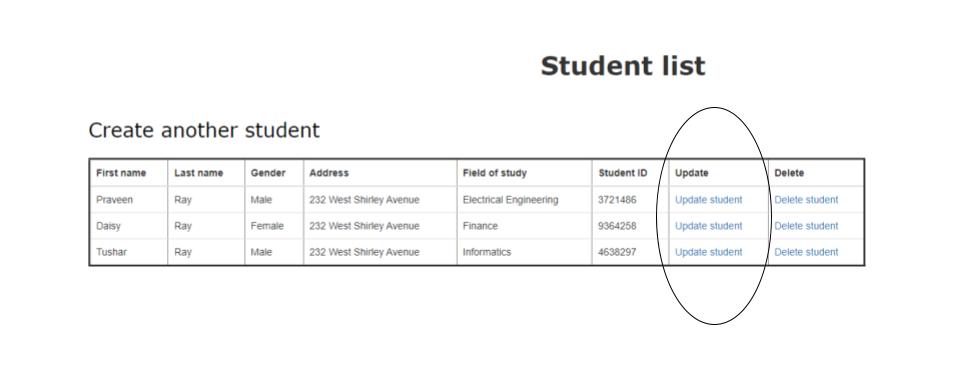 Student list
Create another student
First name Last name Gender Address Field of study Student ID Update Delete
Praveen Ray Male 232 West Shirley Avenue Electrical Engineering 3721486 Update student Delete student
Daisy Ray Female 232 West Shirley Avenue Finance 9364258 Update student Delete student
Tushar Ray Male 232 West Shirley Avenue Informatics 4638297 Update student Delete student